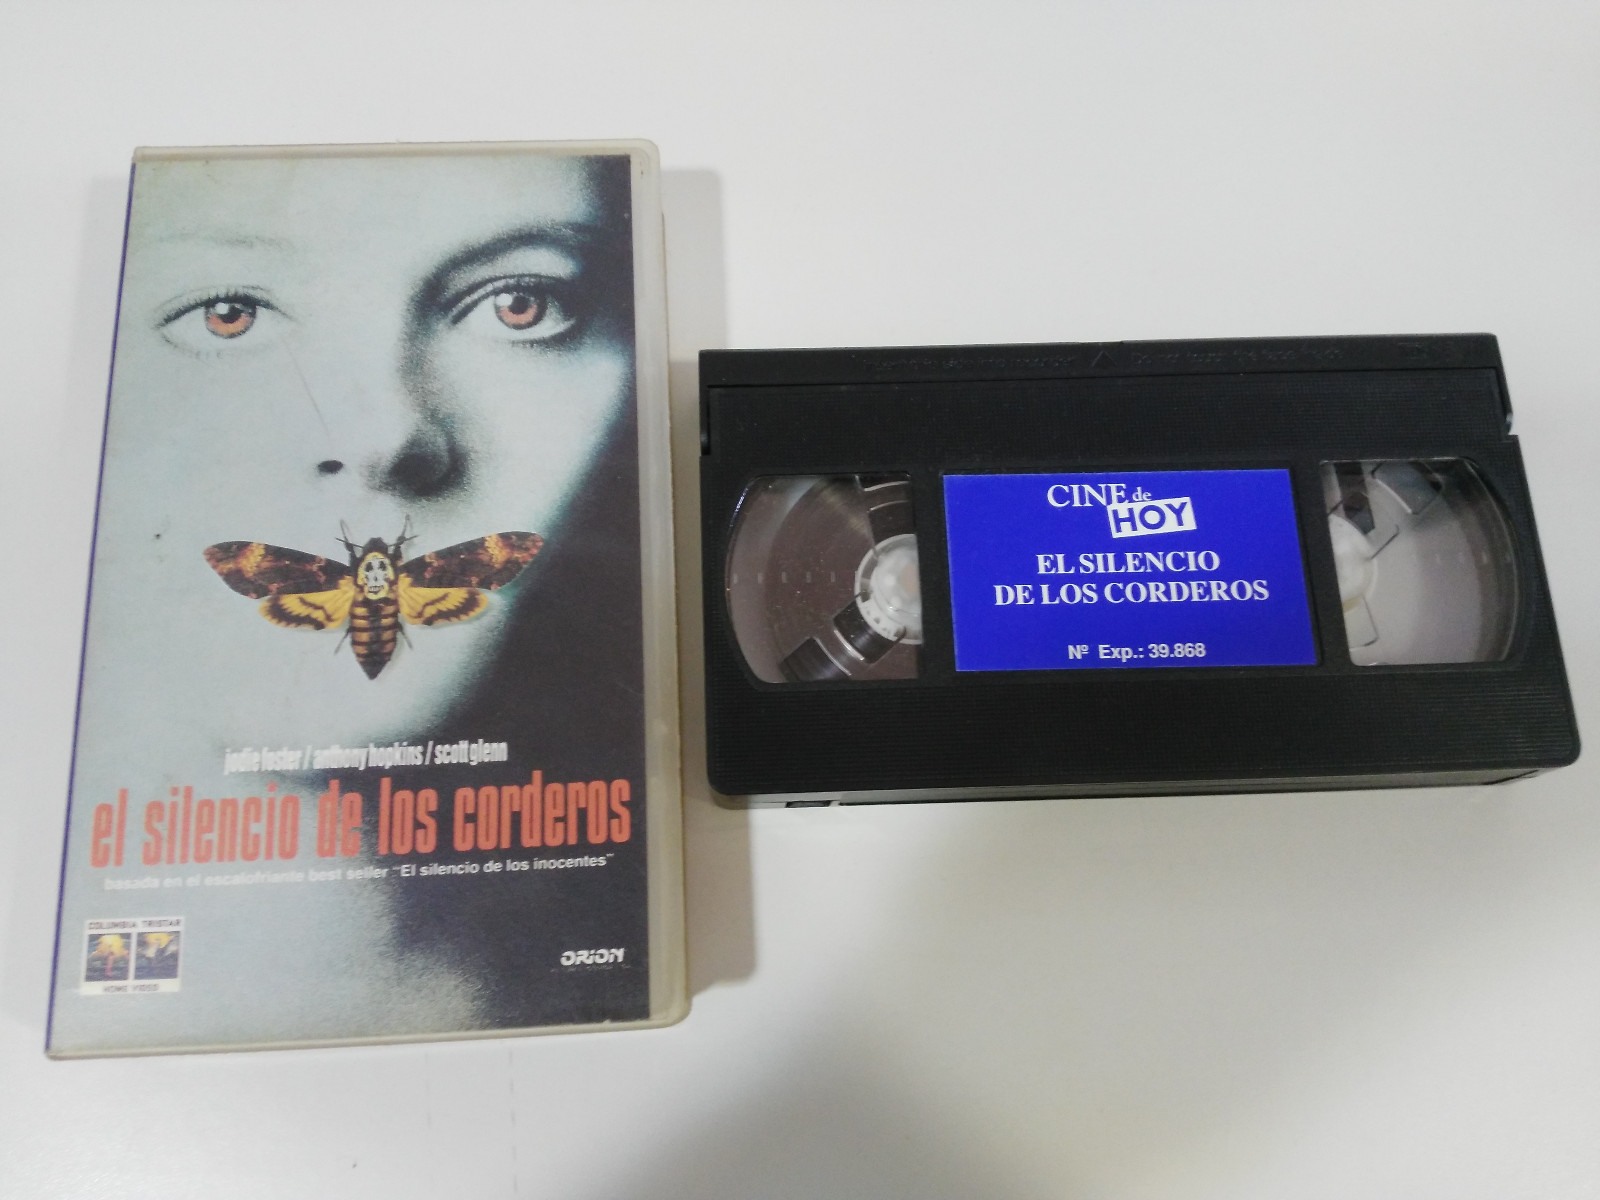 jodie foster / anthony hopkins / scott glenn
el silencio de los corderos
basada en el escalofriante best seller "El silencio de los inocentes"
COLUMBIA TRISTAR
HOME VIDEO
ORION
CINE de
HOY
EL SILENCIO
DE LOS CORDEROS
Nº Exp.: 39.868